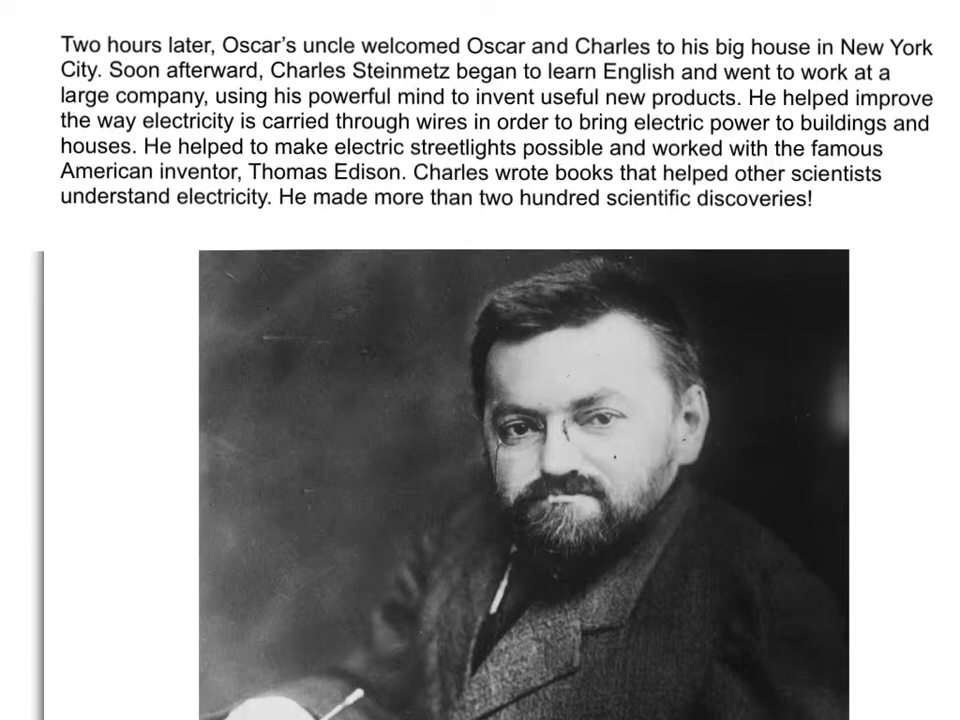 Two hours later, Oscar's uncle welcomed Oscar and Charles to his big house in New York
City. Soon afterward, Charles Steinmetz began to learn English and went to work at a
large company, using his powerful mind to invent useful new products. He helped improve
the way electricity is carried through wires in order to bring electric power to buildings and
houses. He helped to make electric streetlights possible and worked with the famous
American inventor, Thomas Edison. Charles wrote books that helped other scientists
understand electricity. He made more than two hundred scientific discoveries!